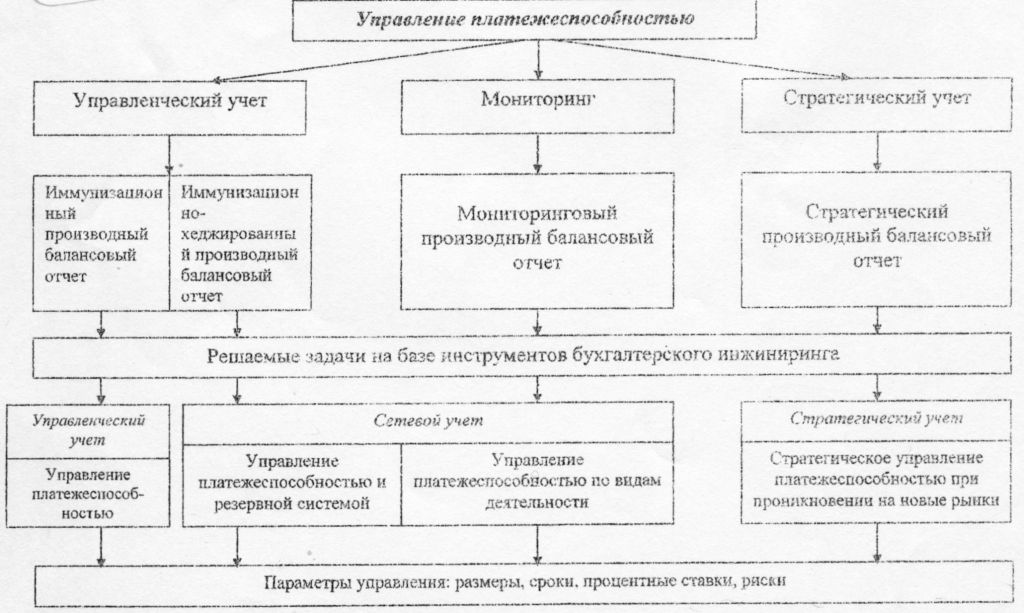 Управление платежеспособностью
Управленческий учет
Мониторинг
Стратегический учет
Иммунизацион
ный
производный
балансовый
отчет
Иммунизацион
но-
хеджированны
й производный
балансовый
отчет
Мониторинговый
производный балансовый
отчет
Стратегический
производный балансовый
отчет
Решаемые задачи на базе инструментов бухгалтерского инжиниринга
Управленческий
учет
Управление
платежеспособ-
ностью
Сетевой учет
Управление
платежеспособностью и
резервной системой
Управление
платежеспособностью по видам
деятельности
Стратегический учет
Стратегическое управление
платежеспособностью при
проникновении на новые рынки
Параметры управления: размеры, сроки, процентные ставки, риски